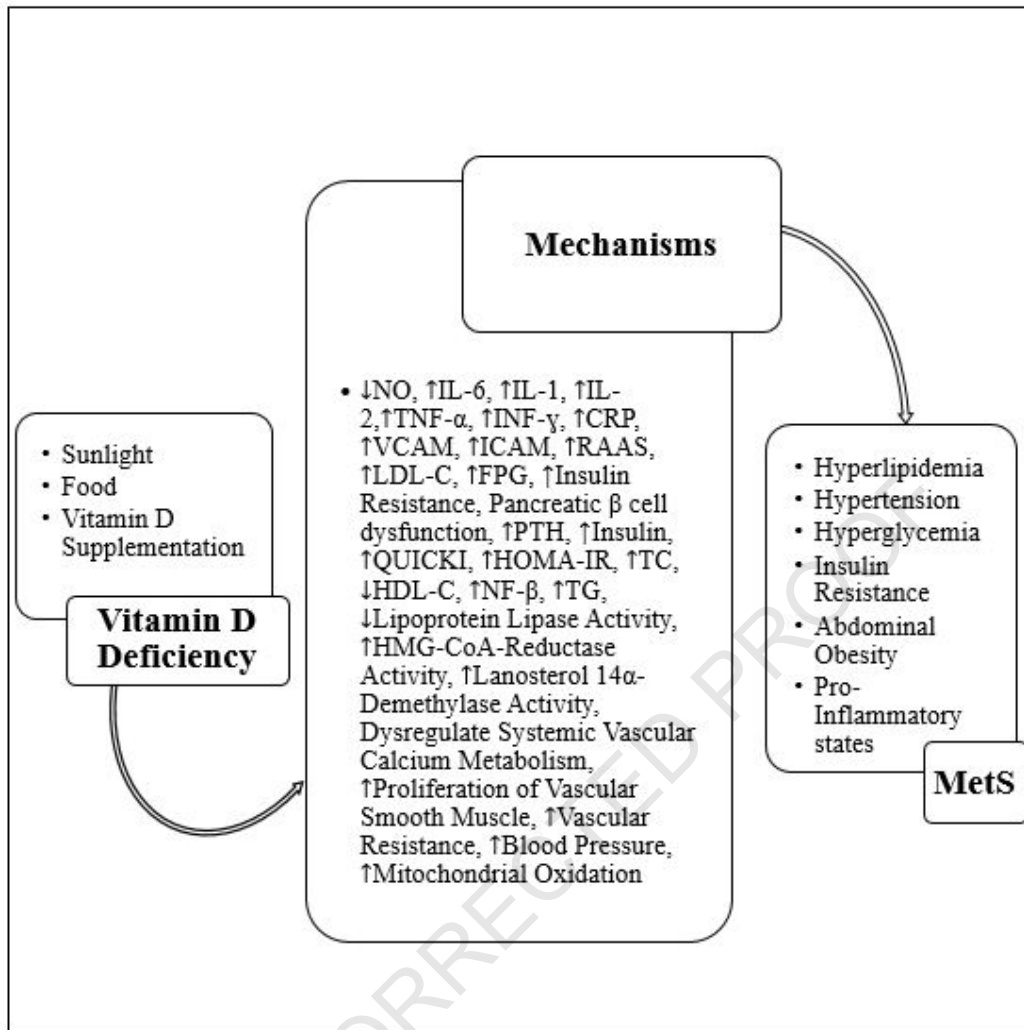 Mechanisms
• ↓NO, ↑IL-6, ↑IL-1, ↑IL-
2,↑TNF-α, ↑INF-ɣ, ↑CRP,
↑VCAM, ↑ICAM, ↑RAAS,
↑LDL-C, ↑FPG, ↑Insulin
Resistance, Pancreatic β cell
dysfunction, ↑PTH, ↑Insulin,
↑QUICKI, ↑HOMA-IR, ↑TC,
↓HDL-C, ↑NF-β, ↑TG,
↓Lipoprotein Lipase Activity,
↑HMG-CoA-Reductase
Activity, ↑Lanosterol 14α-
Demethylase Activity,
Dysregulate Systemic Vascular
Calcium Metabolism,
↑Proliferation of Vascular
Smooth Muscle, ↑Vascular
Resistance, ↑Blood Pressure,
↑Mitochondrial Oxidation
• Sunlight
• Food
• Vitamin D
Supplementation
Vitamin D
Deficiency
• Hyperlipidemia
• Hypertension
• Hyperglycemia
• Insulin
Resistance
• Abdominal
Obesity
• Pro-
Inflammatory
states
MetS
ORRECTED PROOF